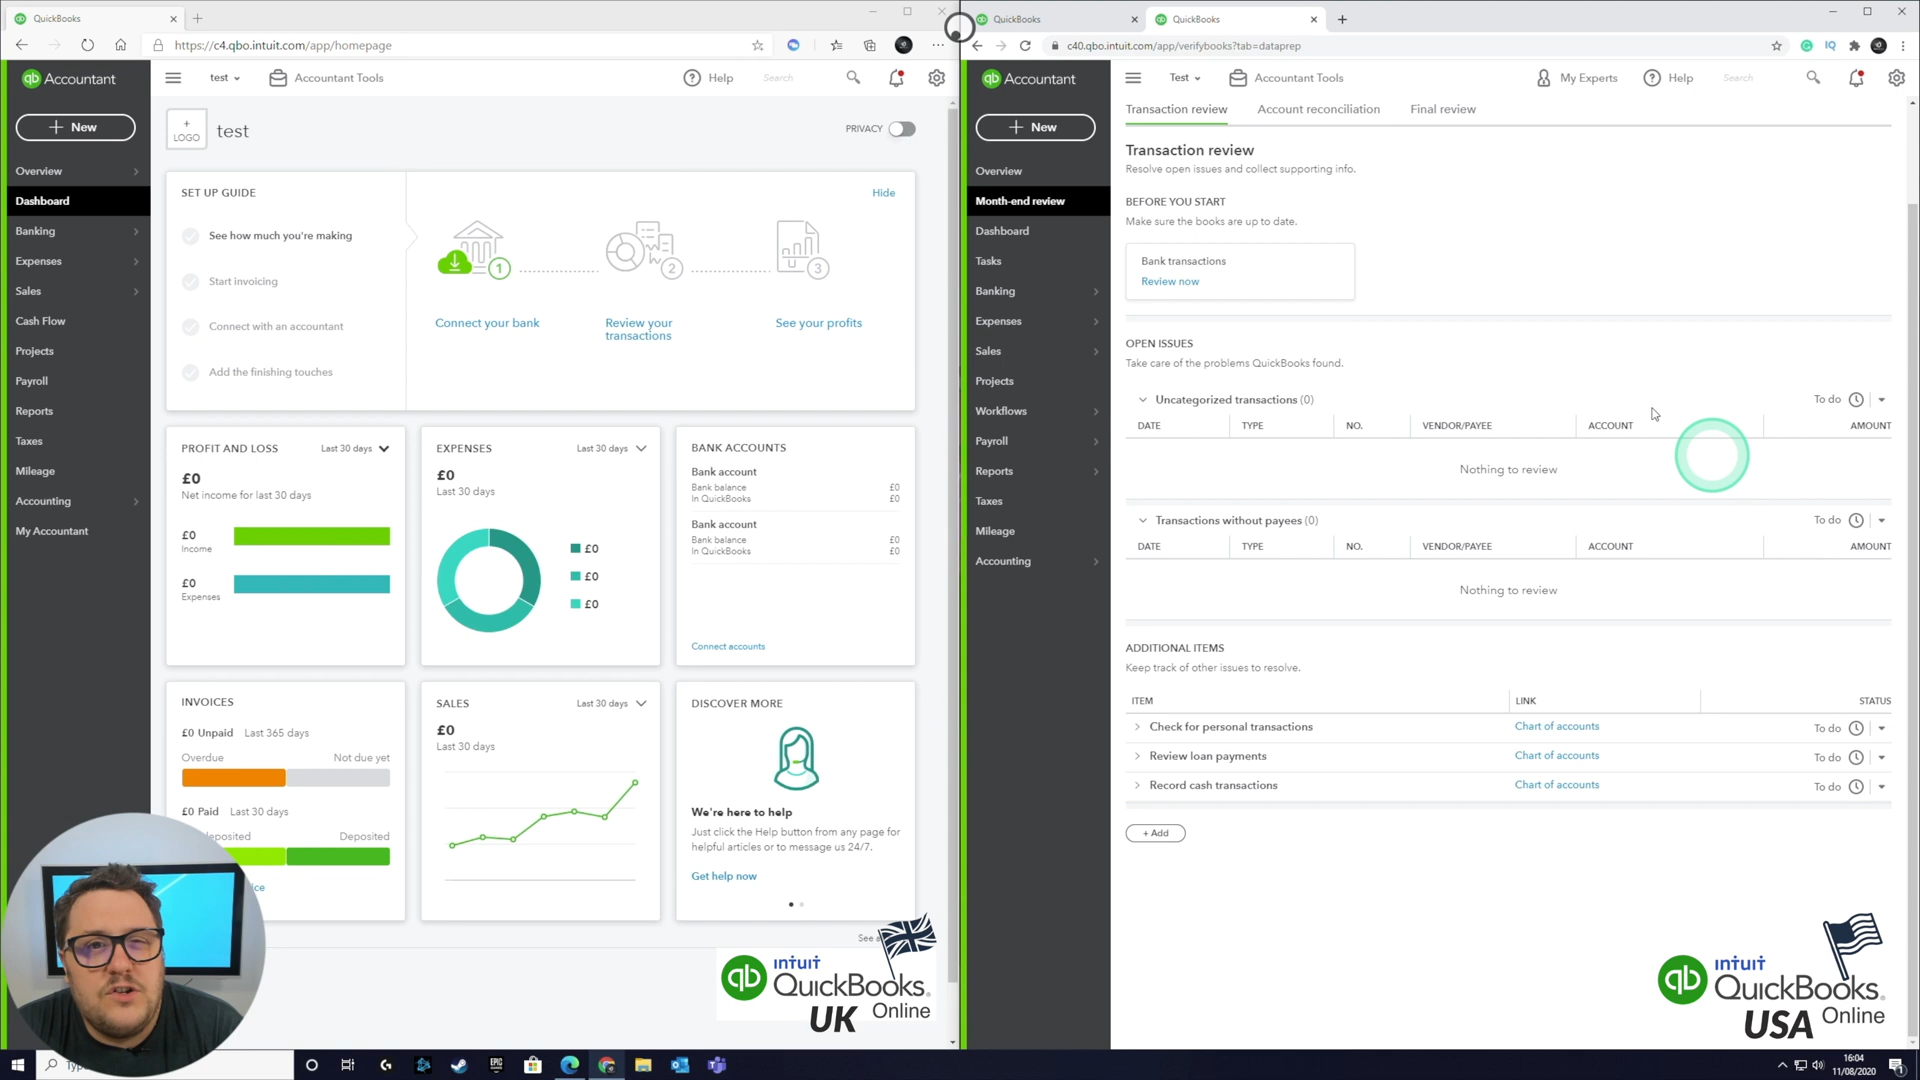 QuickBooks
https://c4.qbo.intuit.com/app/homepage
qb Accountant
test
Accountant Tools
Help
Search
+ New
Overview
Dashboard
Banking
Expenses
Sales
Cash Flow
Projects
Payroll
Reports
Taxes
Mileage
Accounting
My Accountant
+
LOGO
test
PRIVACY
SET UP GUIDE
Hide
See how much you're making
Start invoicing
Connect with an accountant
Add the finishing touches
1
2
3
Connect your bank
Review your
transactions
See your profits
PROFIT AND LOSS
Last 30 days
£0
Net income for last 30 days
£0
Income
£0
Expenses
EXPENSES
Last 30 days
£0
Last 30 days
£0
£0
£0
BANK ACCOUNTS
Bank account
Bank balance £0
In QuickBooks £0
Bank account
Bank balance £0
In QuickBooks £0
Connect accounts
INVOICES
£0 Unpaid Last 365 days
Overdue Not due yet
£0 Paid Last 30 days
deposited Deposited
SALES
Last 30 days
£0
Last 30 days
DISCOVER MORE
We're here to help
Just click the Help button from any page for
helpful articles or to message us 24/7.
Get help now
See
qb
intuit
QuickBooks.
UK Online
QuickBooks
QuickBooks
c40.qbo.intuit.com/app/verifybooks?tab=dataprep
IQ
qb Accountant
Test
Accountant Tools
My Experts
Help
Search
+ New
Overview
Month-end review
Dashboard
Tasks
Banking
Expenses
Sales
Projects
Workflows
Payroll
Reports
Taxes
Mileage
Accounting
Transaction review Account reconciliation Final review
Transaction review
Resolve open issues and collect supporting info.
BEFORE YOU START
Make sure the books are up to date.
Bank transactions
Review now
OPEN ISSUES
Take care of the problems QuickBooks found.
Uncategorized transactions (0) To do
DATE TYPE NO. VENDOR/PAYEE ACCOUNT AMOUNT
Nothing to review
Transactions without payees (0) To do
DATE TYPE NO. VENDOR/PAYEE ACCOUNT AMOUNT
Nothing to review
ADDITIONAL ITEMS
Keep track of other issues to resolve.
ITEM LINK STATUS
Check for personal transactions Chart of accounts To do
Review loan payments Chart of accounts To do
Record cash transactions Chart of accounts To do
+ Add
qb
intuit
QuickBooks.
USA Online
EPIC
16:04
11/08/2020